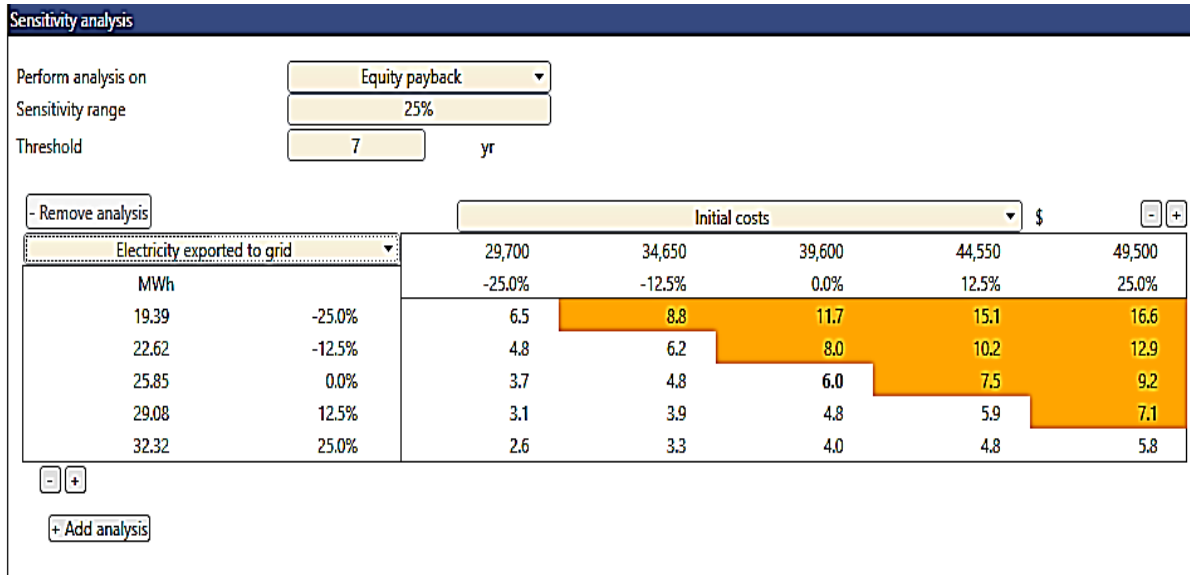 Sensitivity analysis
Perform analysis on Equity payback
Sensitivity range 25%
Threshold 7 yr
- Remove analysis Initial costs $ - +
Electricity exported to grid 29,700 34,650 39,600 44,550 49,500
MWh -25.0% -12.5% 0.0% 12.5% 25.0%
19.39 -25.0% 6.5 8.8 11.7 15.1 16.6
22.62 -12.5% 4.8 6.2 8.0 10.2 12.9
25.85 0.0% 3.7 4.8 6.0 7.5 9.2
29.08 12.5% 3.1 3.9 4.8 5.9 7.1
32.32 25.0% 2.6 3.3 4.0 4.8 5.8
- +
+ Add analysis